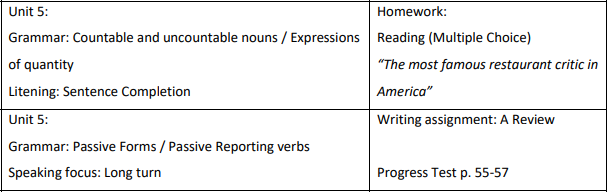 Unit 5:
Grammar: Countable and uncountable nouns / Expressions
of quantity
Litening: Sentence Completion
Homework:
Reading (Multiple Choice)
“The most famous restaurant critic in
America”
Unit 5:
Grammar: Passive Forms / Passive Reporting verbs
Speaking focus: Long turn
Writing assignment: A Review
Progress Test p. 55-57